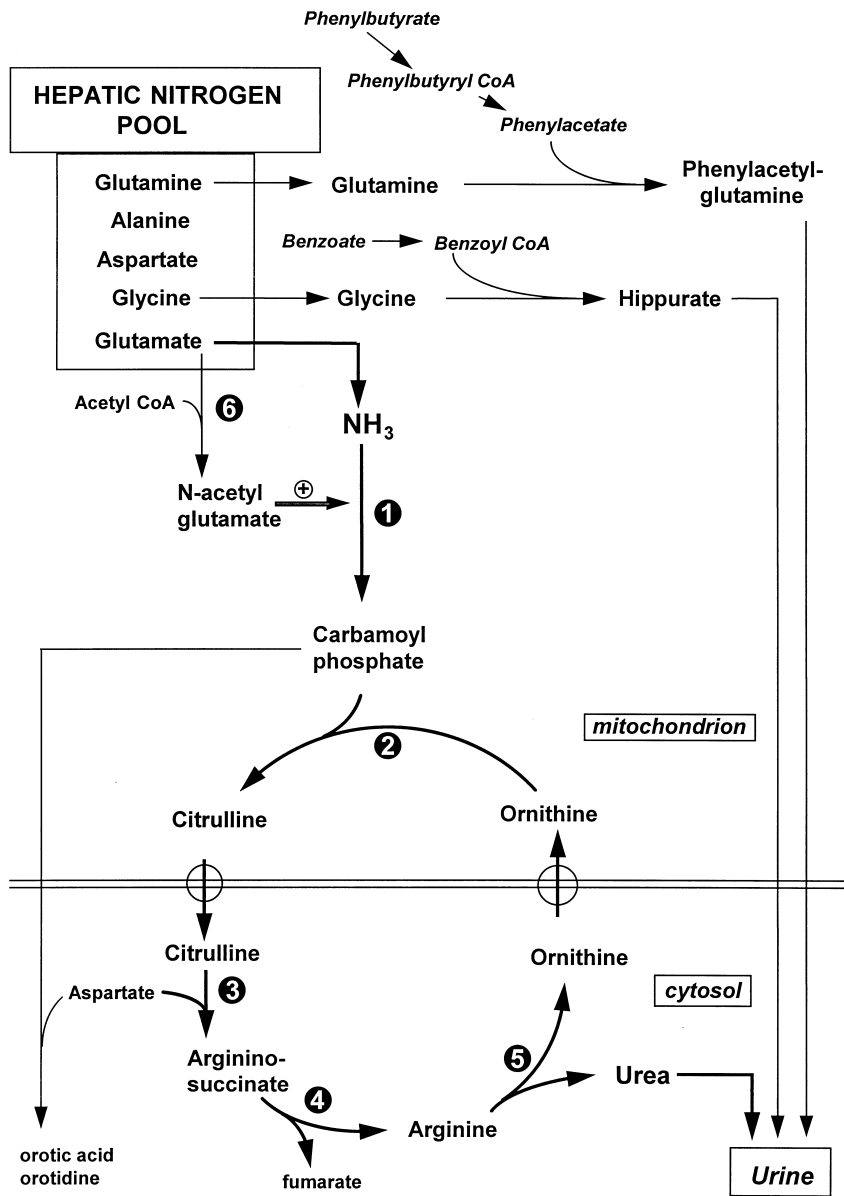 Phenylbutyrate
Phenylbutyryl CoA
HEPATIC NITROGEN
POOL
Phenylacetate
Glutamine
Glutamine
Phenylacetyl-
glutamine
Alanine
Benzoate
Benzoyl CoA
Aspartate
Glycine
Glycine
Hippurate
Glutamate
Acetyl CoA
6
NH3
N-acetyl
glutamate
+
1
Carbamoyl
phosphate
mitochondrion
2
Citrulline
Ornithine
Citrulline
Ornithine
Aspartate
3
cytosol
Arginino-
succinate
4
5
Urea
Arginine
orotic acid
orotidine
fumarate
Urine